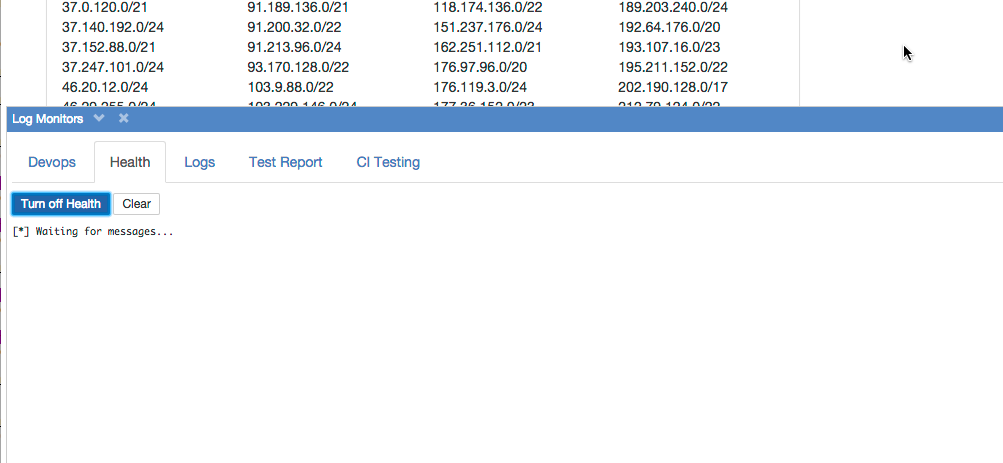 37.0.120.0/21 91.189.136.0/21 118.174.136.0/22 189.203.240.0/24
37.140.192.0/24 91.200.32.0/22 151.237.176.0/24 192.64.176.0/20
37.152.88.0/21 91.213.96.0/24 162.251.112.0/21 193.107.16.0/23
37.247.101.0/24 93.170.128.0/22 176.97.96.0/20 195.211.152.0/22
46.20.12.0/24 103.9.88.0/22 176.119.3.0/24 202.190.128.0/17
Log Monitors
Devops Health Logs Test Report CI Testing
Turn off Health Clear
[*] Waiting for messages...